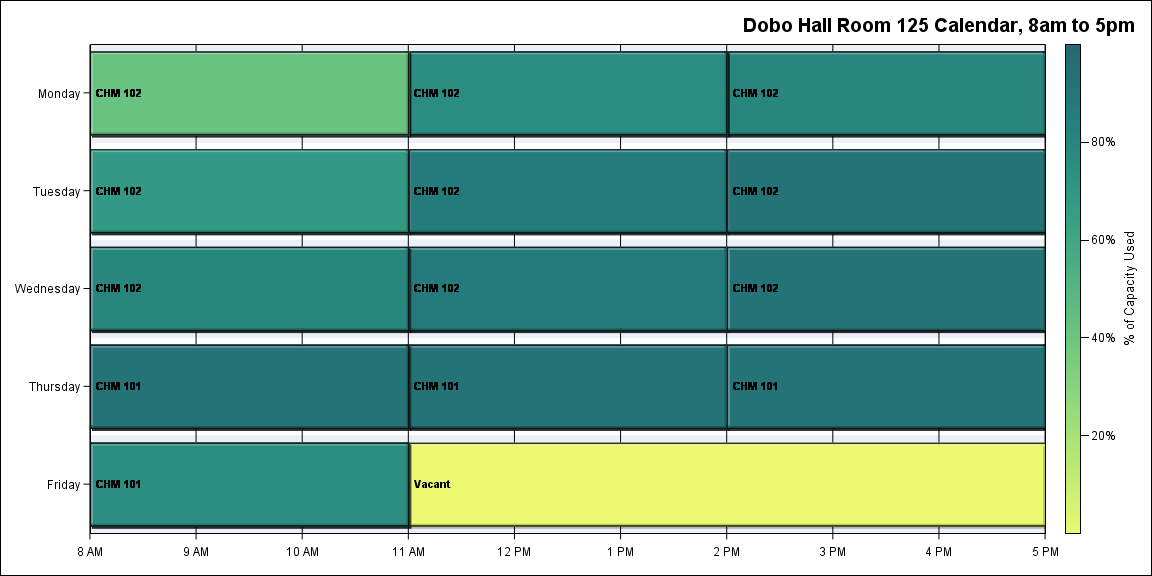 Dobo Hall Room 125 Calendar, 8am to 5pm
Monday
CHM 102
CHM 102
CHM 102
Tuesday
CHM 102
CHM 102
CHM 102
Wednesday
CHM 102
CHM 102
CHM 102
Thursday
CHM 101
CHM 101
CHM 101
Friday
CHM 101
Vacant
8 AM
9 AM
10 AM
11 AM
12 PM
1 PM
2 PM
3 PM
4 PM
5 PM
80%
60%
40%
20%
% of Capacity Used